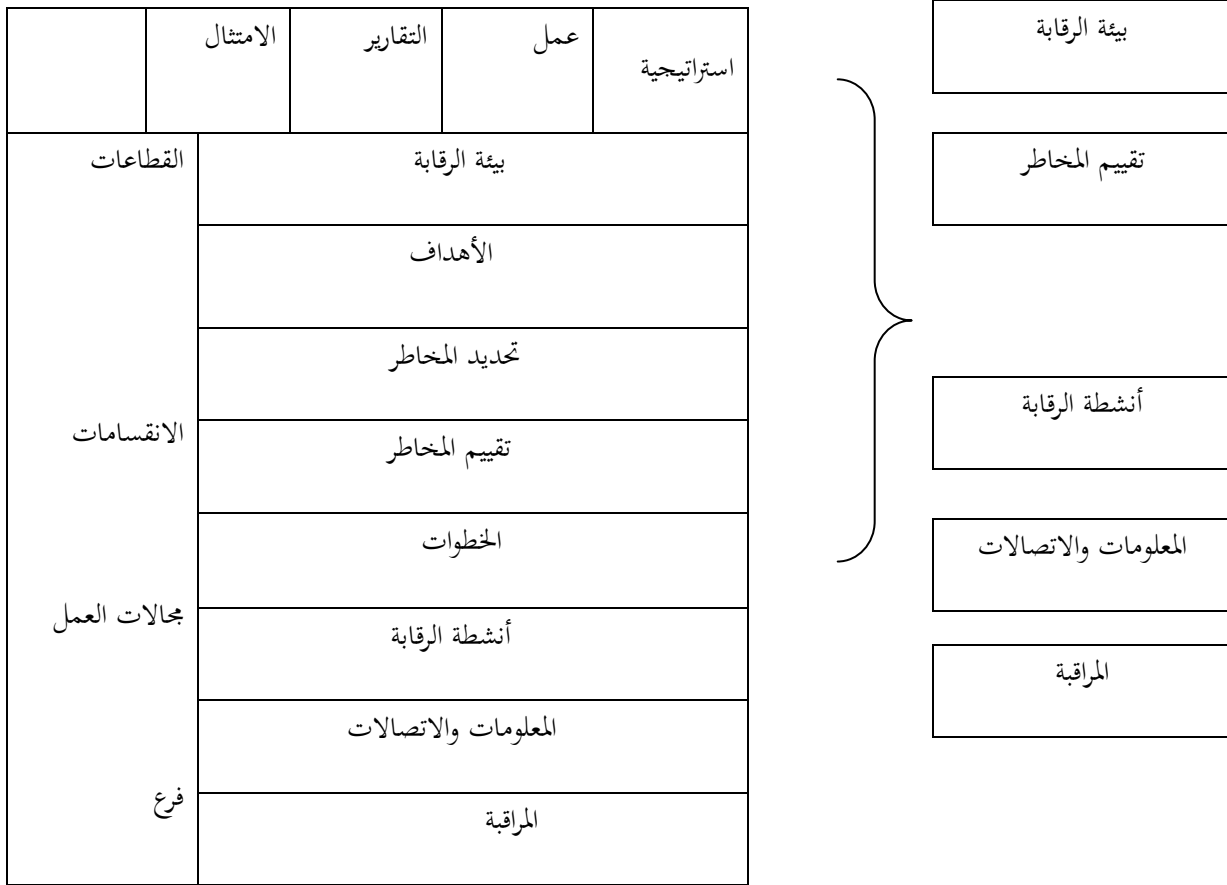 استراتيجية
عمل
التقارير
الامتثال
بيئة الرقابة
الأهداف
تحديد المخاطر
تقييم المخاطر
الخطوات
أنشطة الرقابة
المعلومات والاتصالات
المراقبة
القطاعات
الانقسامات
مجالات العمل
فرع
بيئة الرقابة
تقييم المخاطر
أنشطة الرقابة
المعلومات والاتصالات
المراقبة